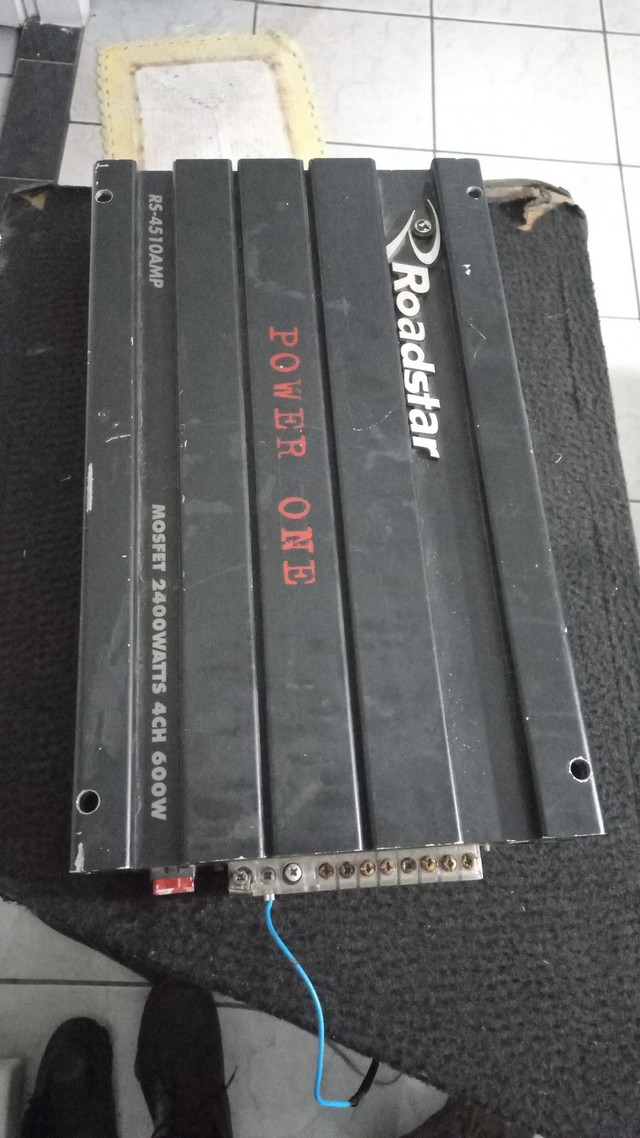 Roadstar
POWER ONE
RS-4510AMP
MOSFET 2400WATTS 4CH 600W